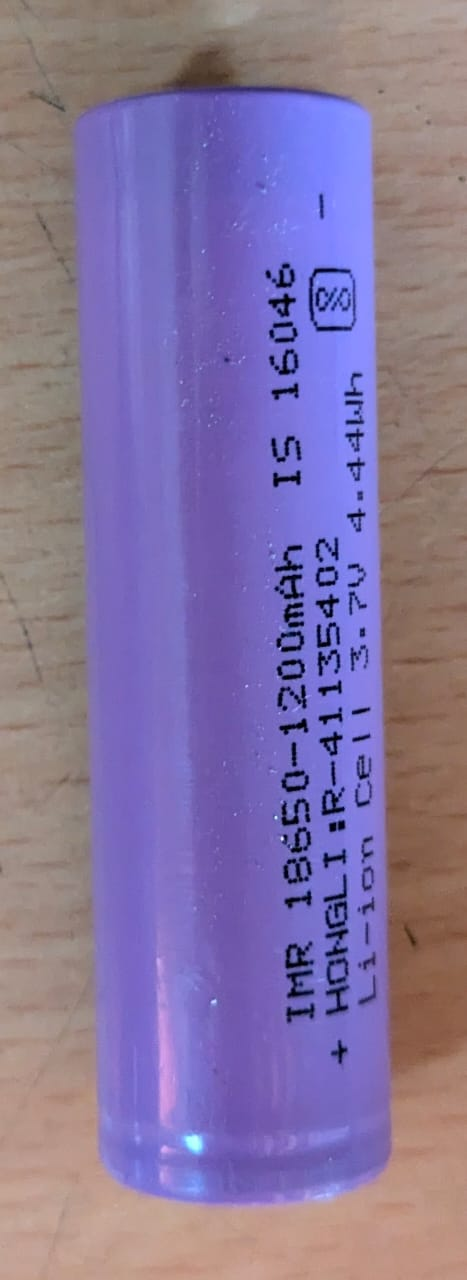 IMR 18650-1200mAh IS 16046
+ HONGLI:R-41135402 -
Li-ion Cell 3.7V 4.44Wh